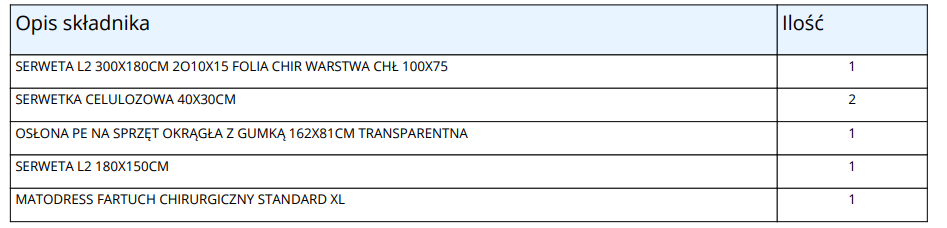 Opis składnika Ilość
SERWETA L2 300X180CM 2O10X15 FOLIA CHIR WARSTWA CHŁ 100X75 1
SERWETKA CELULOZOWA 40X30CM 2
OSŁONA PE NA SPRZĘT OKRĄGŁA Z GUMKĄ 162X81CM TRANSPARENTNA 1
SERWETA L2 180X150CM 1
MATODRESS FARTUCH CHIRURGICZNY STANDARD XL 1